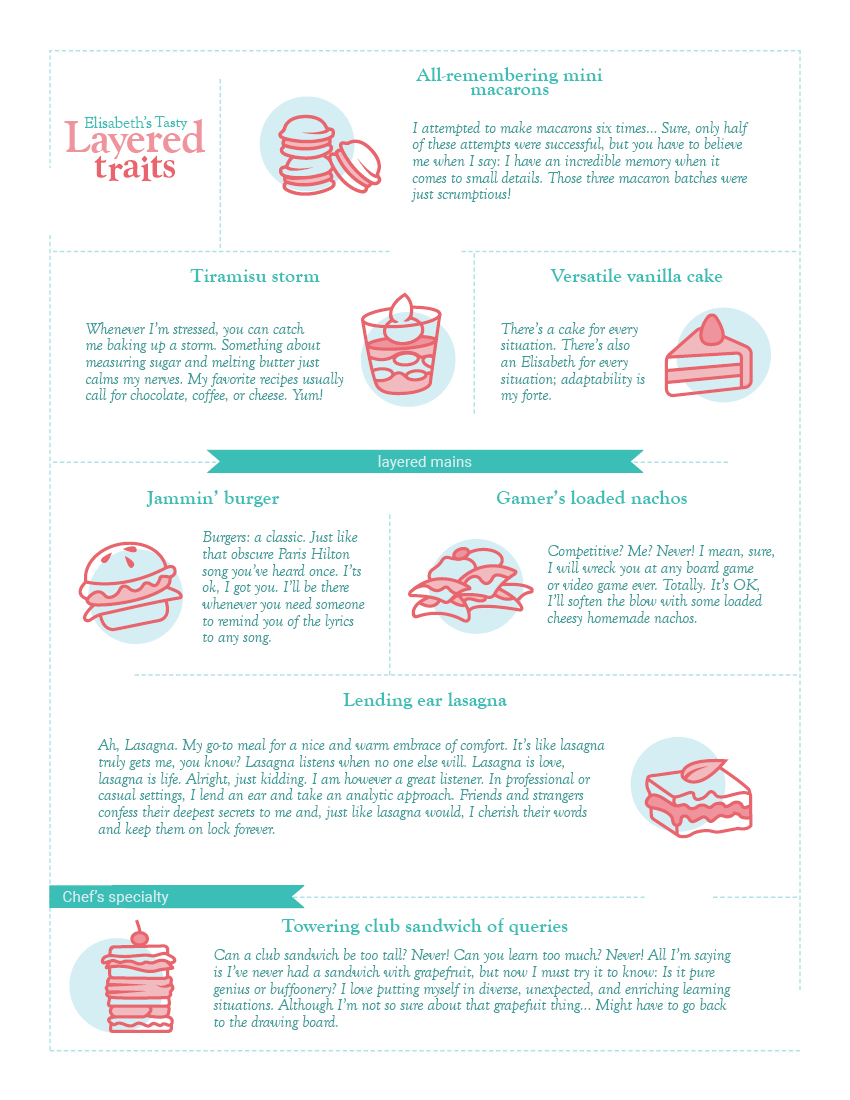 Elisabeth's Tasty
Layered
traits
All-remembering mini
macarons
I attempted to make macarons six times... Sure, only half
of these attempts were successful, but you have to believe
me when I say: I have an incredible memory when it
comes to small details. Those three macaron batches were
just scrumptious!
Tiramisu storm
Whenever I'm stressed, you can catch
me baking up a storm. Something about
measuring sugar and melting butter just
calms my nerves. My favorite recipes usually
call for chocolate, coffee, or cheese. Yum!
Versatile vanilla cake
There's a cake for every
situation. There's also
an Elisabeth for every
situation; adaptability is
my forte.
layered mains
Jammin' burger
Burgers: a classic. Just like
that obscure Paris Hilton
song you've heard once. I'ts
ok, I got you. I'll be there
whenever you need someone
to remind you of the lyrics
to any song.
Gamer's loaded nachos
Competitive? Me? Never! I mean, sure,
I will wreck you at any board game
or video game ever. Totally. It's OK,
I'll soften the blow with some loaded
cheesy homemade nachos.
Lending ear lasagna
Ah, Lasagna. My go-to meal for a nice and warm embrace of comfort. It's like lasagna
truly gets me, you know? Lasagna listens when no one else will. Lasagna is love,
lasagna is life. Alright, just kidding. I am however a great listener. In professional or
casual settings, I lend an ear and take an analytic approach. Friends and strangers
confess their deepest secrets to me and, just like lasagna would, I cherish their words
and keep them on lock forever.
Chef's specialty
Towering club sandwich of queries
Can a club sandwich be too tall? Never! Can you learn too much? Never! All I'm saying
is I've never had a sandwich with grapefruit, but now I must try it to know: Is it pure
genius or buffoonery? I love putting myself in diverse, unexpected, and enriching learning
situations. Although I'm not so sure about that grapefuit thing... Might have to go back
to the drawing board.